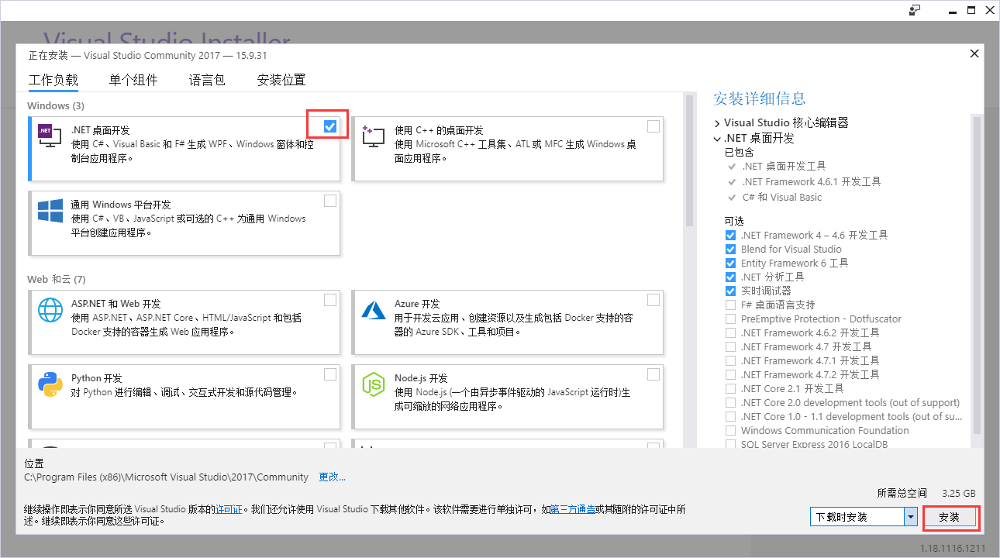 Visual Studio Installer
正在安装 — Visual Studio Community 2017 — 15.9.31
工作负载 单个组件 语言包 安装位置
Windows (3)
.NET
.NET 桌面开发
使用 C#、Visual Basic 和 F# 生成 WPF、Windows 窗体和控
制台应用程序。
使用 C++ 的桌面开发
使用 Microsoft C++ 工具集、ATL 或 MFC 生成 Windows 桌
面应用程序。
通用 Windows 平台开发
使用 C#、VB、JavaScript 或可选的 C++ 为通用 Windows
平台创建应用程序。
Web 和云 (7)
ASP.NET 和 Web 开发
使用 ASP.NET、ASP.NET Core、HTML/JavaScript 和包括
Docker 支持的容器生成 Web 应用程序。
Azure 开发
用于开发云应用、创建资源以及生成包括 Docker 支持的容
器的 Azure SDK、工具和项目。
Python 开发
对 Python 进行编辑、调试、交互式开发和源代码管理。
JS
Node.js 开发
使用 Node.js (一个由异步事件驱动的 JavaScript 运行时)生
成可缩放的网络应用程序。
安装详细信息
Visual Studio 核心编辑器
.NET 桌面开发
已包含
.NET 桌面开发工具
.NET Framework 4.6.1 开发工具
C# 和 Visual Basic
可选
.NET Framework 4 – 4.6 开发工具
Blend for Visual Studio
Entity Framework 6 工具
.NET 分析工具
实时调试器
F# 桌面语言支持
PreEmptive Protection - Dotfuscator
.NET Framework 4.6.2 开发工具
.NET Framework 4.7 开发工具
.NET Framework 4.7.1 开发工具
.NET Framework 4.7.2 开发工具
.NET Core 2.1 开发工具
.NET Core 2.0 development tools (out of support)
.NET Core 1.0 - 1.1 development tools (out of su...
Windows Communication Foundation
SQL Server Express 2016 LocalDB
位置
C:\Program Files (x86)\Microsoft Visual Studio\2017\Community 更改...
所需总空间 3.25 GB
继续操作即表示你同意所选 Visual Studio 版本的许可证。我们还允许使用 Visual Studio 下载其他软件。该软件需要进行单独许可，如第三方通告或其随附的许可证中所
述。继续即表示你同意这些许可证。
下载时安装 安装
1.18.1116.1211